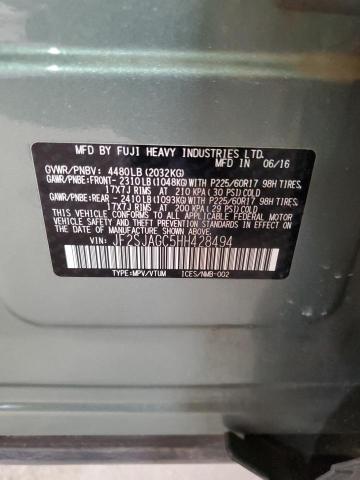 MADE IN JAPAN 06/16
MFD BY FUJI HEAVY INDUSTRIES LTD.
GVWR/PNBV: 4480LB (2032KG)
GAWR/PNBE:FRONT-2310LB(1048KG)WITH P225/60R17 98H TIRES,
17X7J RIMS AT 210 KPA(30 PSI)COLD
GAWR/PNBE:REAR-2410LB(1093KG)WITH P225/60R17 98H TIRES,
17X7J RIMS AT 200 KPA(29 PSI)COLD
THIS VEHICLE CONFORMS TO ALL APPLICABLE FEDERAL MOTOR
VEHICLE SAFETY AND THEFT PREVENTION STANDARDS IN
EFFECT ON THE DATE OF MANUFACTURE SHOWN ABOVE.
VIN: JF2SJAGC5HH428494
TYPE:MPV/VTUM ICES/NMB-002